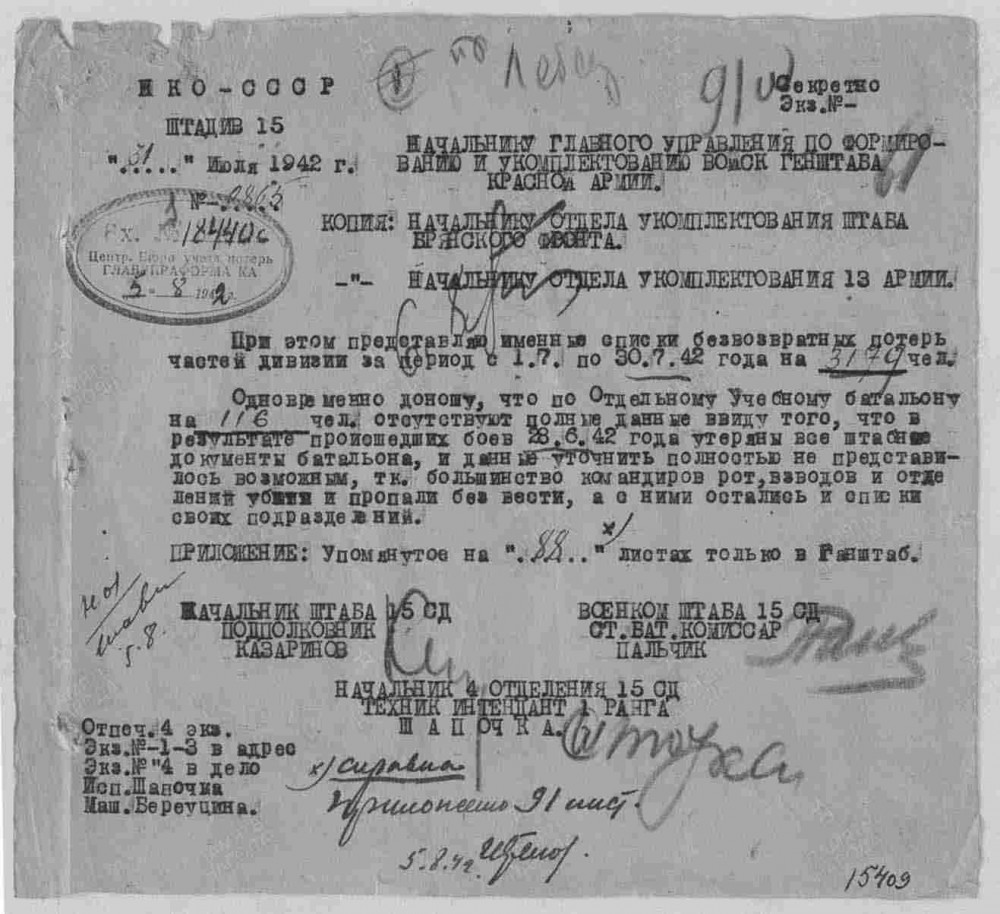 НКО-СССР
ШТАДИВ 15
"31" Июля 1942 г.
№-2865
Секретно
Экз.№-
910
НАЧАЛЬНИКУ ГЛАВНОГО УПРАВЛЕНИЯ ПО ФОРМИРО-
ВАНИЮ И УКОМПЛЕКТОВАНИЮ ВОЙСК ГЕНШТАБА
КРАСНОЙ АРМИИ.
КОПИЯ: НАЧАЛЬНИКУ ОТДЕЛА УКОМПЛЕКТОВАНИЯ ШТАБА
БРЯНСКОГО ФРОНТА.
-"- НАЧАЛЬНИКУ ОТДЕЛА УКОМПЛЕКТОВАНИЯ 13 АРМИИ.
Вх. № 18440с
Центр. Бюро учета потерь
ГЛАВУПРАФОРМА КА
5 - 8 1942 г.
При этом представляю именные списки безвозвратных потерь
частей дивизии за период с 1.7. по 30.7.42 года на 3179 чел.
Одновременно доношу, что по Отдельному Учебному батальону
на 116 чел. отсутствуют полные данные ввиду того, что в
результате происшедших боев 28.6.42 года утеряны все штабные
документы батальона, и данные уточнить полностью не представи-
лось возможным, тк. большинство командиров рот,взводов и отде
лений убиты и пропали без вести, а с ними остались и списки
своих подразделений.
ПРИЛОЖЕНИЕ: Упомянутое на ".88.." х) листах только в Генштаб.
НАЧАЛЬНИК ШТАБА 15 СД
ПОДПОЛКОВНИК
КАЗАРИНОВ
ВОЕНКОМ ШТАБА 15 СД
СТ.БАТ.КОМИССАР
ПАЛЬЧИК
5.8.
НАЧАЛЬНИК 4 ОТДЕЛЕНИЯ 15 СД
ТЕХНИК ИНТЕНДАНТ 1 РАНГА
ШАПОЧКА.
Отпеч.4 экз.
Экз.№-1-3 в адрес
Экз.№"4 в дело
Исп.Шапочка
Маш.Береуцина.
х) справка
Приложено 91 лист.
5.8.42
15409